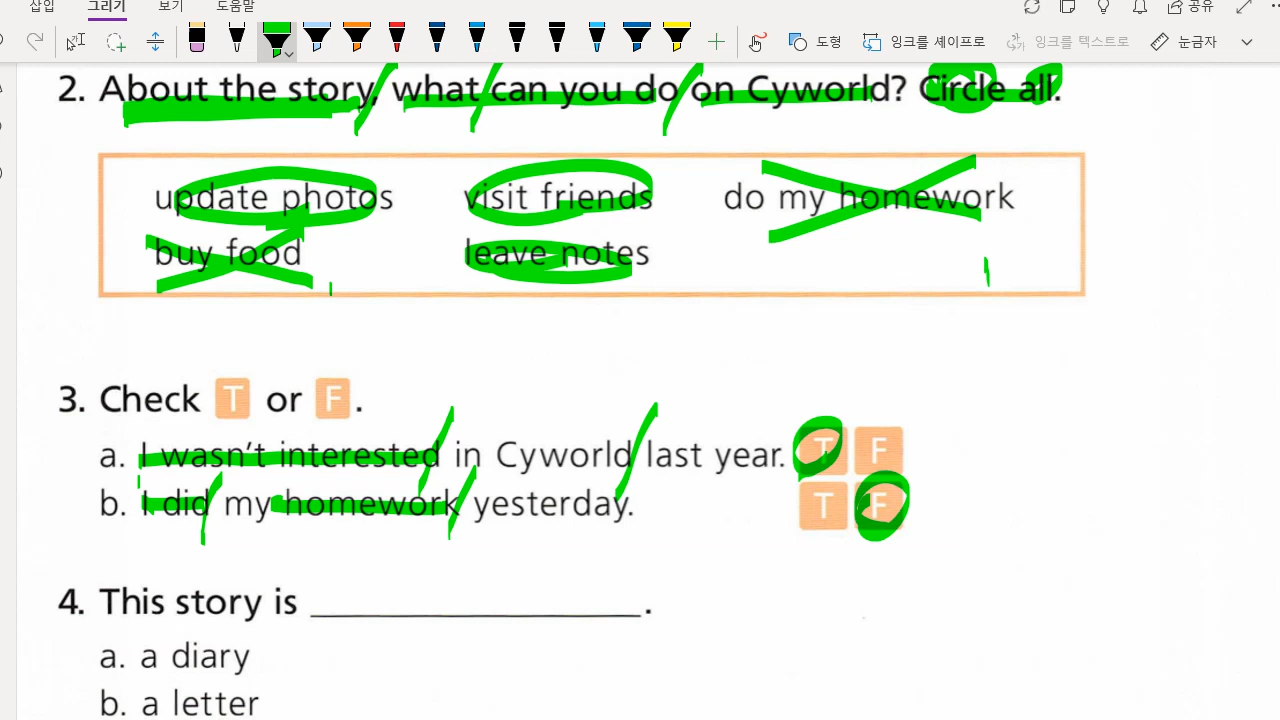 삽입 그리기 보기 도움말 공유
도형 잉크를 셰이프로 잉크를 텍스트로 눈금자
2. About the story, what can you do on Cyworld? Circle all.
update photos visit friends do my homework
buy food leave notes
3. Check T or F.
a. I wasn't interested in Cyworld last year. T F
b. I did my homework yesterday. T F
4. This story is ____________________.
a. a diary
b. a letter